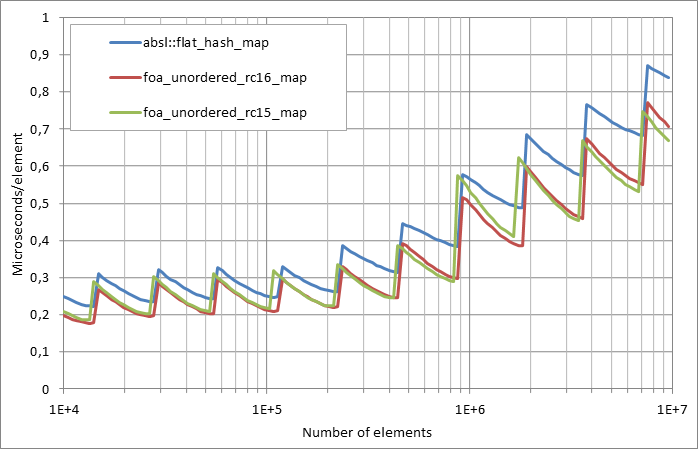 1
0,9
0,8
0,7
0,6
0,5
0,4
0,3
0,2
0,1
0
Microseconds/element
absl::flat_hash_map
foa_unordered_rc16_map
foa_unordered_rc15_map
1E+4
1E+5
1E+6
1E+7
Number of elements